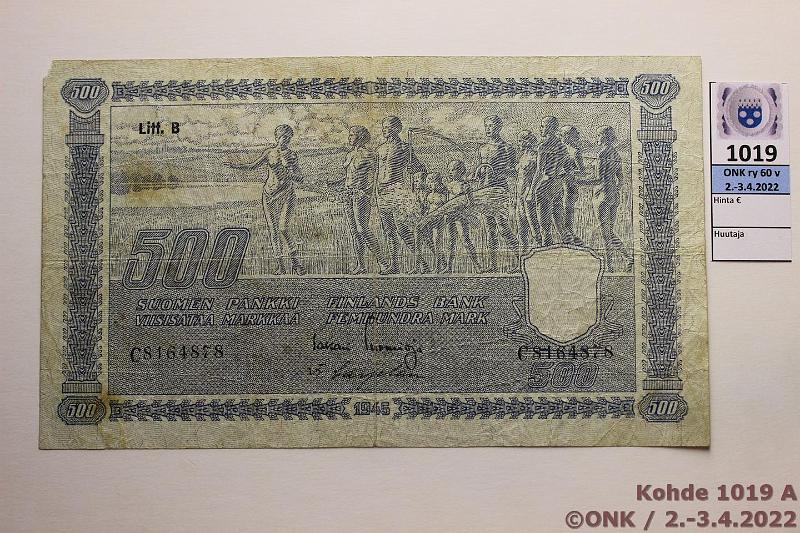 500
500
Litt. B
500
SUOMEN PANKKI FINLANDS BANK
VIISISATAA MARKKAA FEMHUNDRA MARK
C8164878
C8164878
500
500
1945
500
1019
ONK ry 60 v
2.-3.4.2022
Hinta €
Huutaja
Kohde 1019 A
©ONK / 2.-3.4.2022